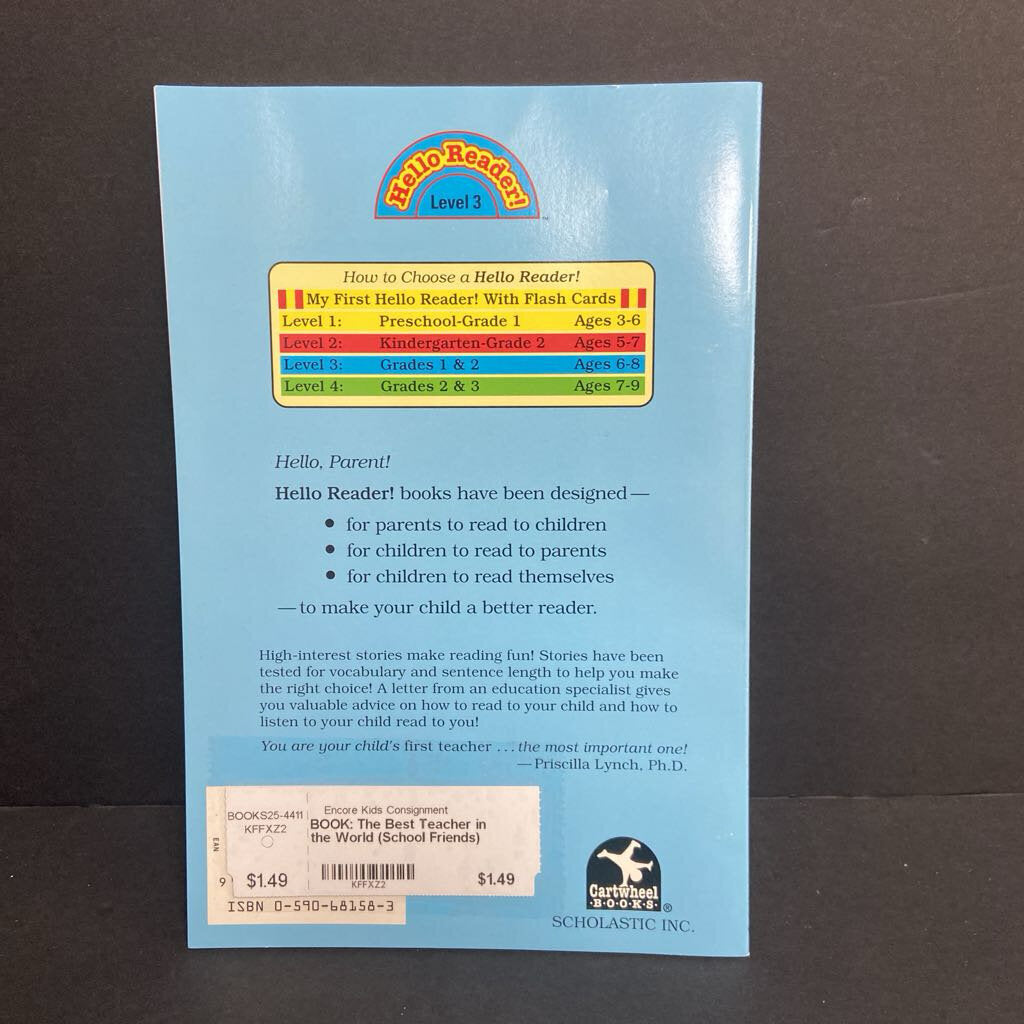 Hello Reader!
Level 3
™
How to Choose a Hello Reader!
My First Hello Reader! With Flash Cards
Level 1: Preschool-Grade 1 Ages 3-6
Level 2: Kindergarten-Grade 2 Ages 5-7
Level 3: Grades 1 & 2 Ages 6-8
Level 4: Grades 2 & 3 Ages 7-9
Hello, Parent!
Hello Reader! books have been designed—
• for parents to read to children
• for children to read to parents
• for children to read themselves
—to make your child a better reader.
High-interest stories make reading fun! Stories have been
tested for vocabulary and sentence length to help you make
the right choice! A letter from an education specialist gives
you valuable advice on how to read to your child and how to
listen to your child read to you!
You are your child's first teacher . . . the most important one!
—Priscilla Lynch, Ph.D.
BOOKS25-4411
KFFXZ2
$1.49
Encore Kids Consignment
BOOK: The Best Teacher in
the World (School Friends)
KFFXZ2
$1.49
EAN
9
ISBN 0-590-68158-3
Cartwheel
·B·O·O·K·S· ®
SCHOLASTIC INC.